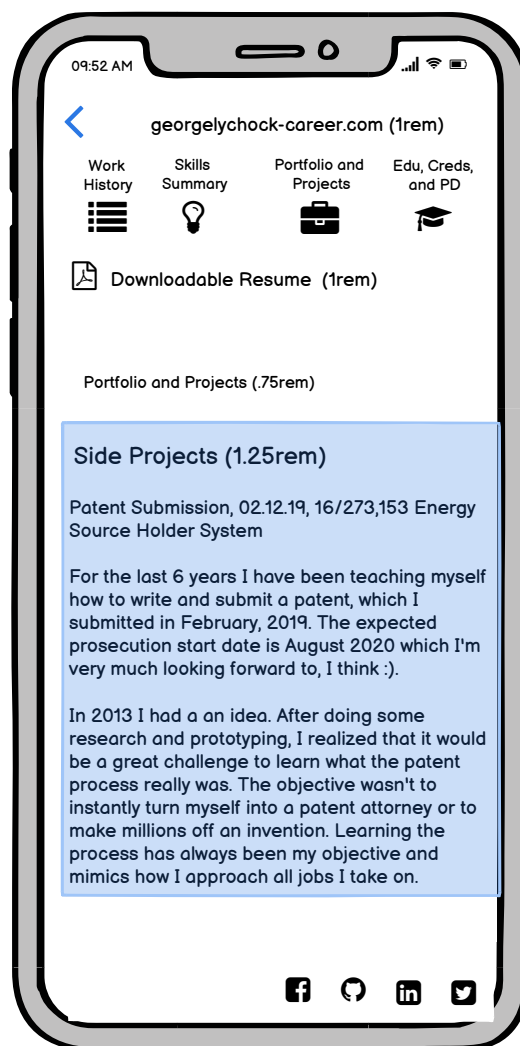 09:52 AM
georgelychock-career.com (1rem)
Work
History
Skills
Summary
Portfolio and
Projects
Edu, Creds,
and PD
Downloadable Resume (1rem)
Portfolio and Projects (.75rem)
Side Projects (1.25rem)
Patent Submission, 02.12.19, 16/273,153 Energy
Source Holder System
For the last 6 years I have been teaching myself
how to write and submit a patent, which I
submitted in February, 2019. The expected
prosecution start date is August 2020 which I'm
very much looking forward to, I think :).
In 2013 I had a an idea. After doing some
research and prototyping, I realized that it would
be a great challenge to learn what the patent
process really was. The objective wasn't to
instantly turn myself into a patent attorney or to
make millions off an invention. Learning the
process has always been my objective and
mimics how I approach all jobs I take on.